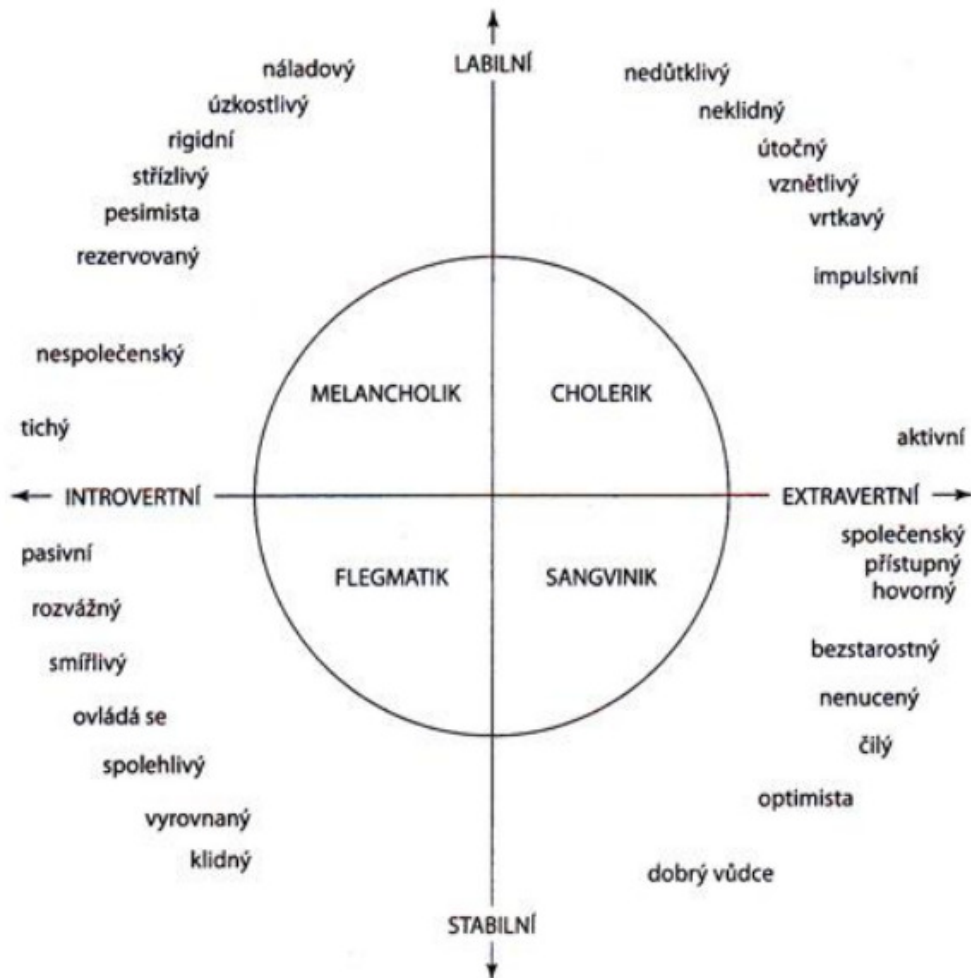 LABILNÍ
náladový
úzkostlivý
rigidní
střízlivý
pesimista
rezervovaný
nespolečenský
tichý
nedůtklivý
neklidný
útočný
vznětlivý
vrtkavý
impulsivní
aktivní
MELANCHOLIK
CHOLERIK
INTROVERTNÍ
EXTRAVERTNÍ
FLEGMATIK
SANGVINIK
pasivní
rozvážný
smířlivý
ovládá se
spolehlivý
vyrovnaný
klidný
společenský
přístupný
hovorný
bezstarostný
nenucený
čilý
optimista
dobrý vůdce
STABILNÍ